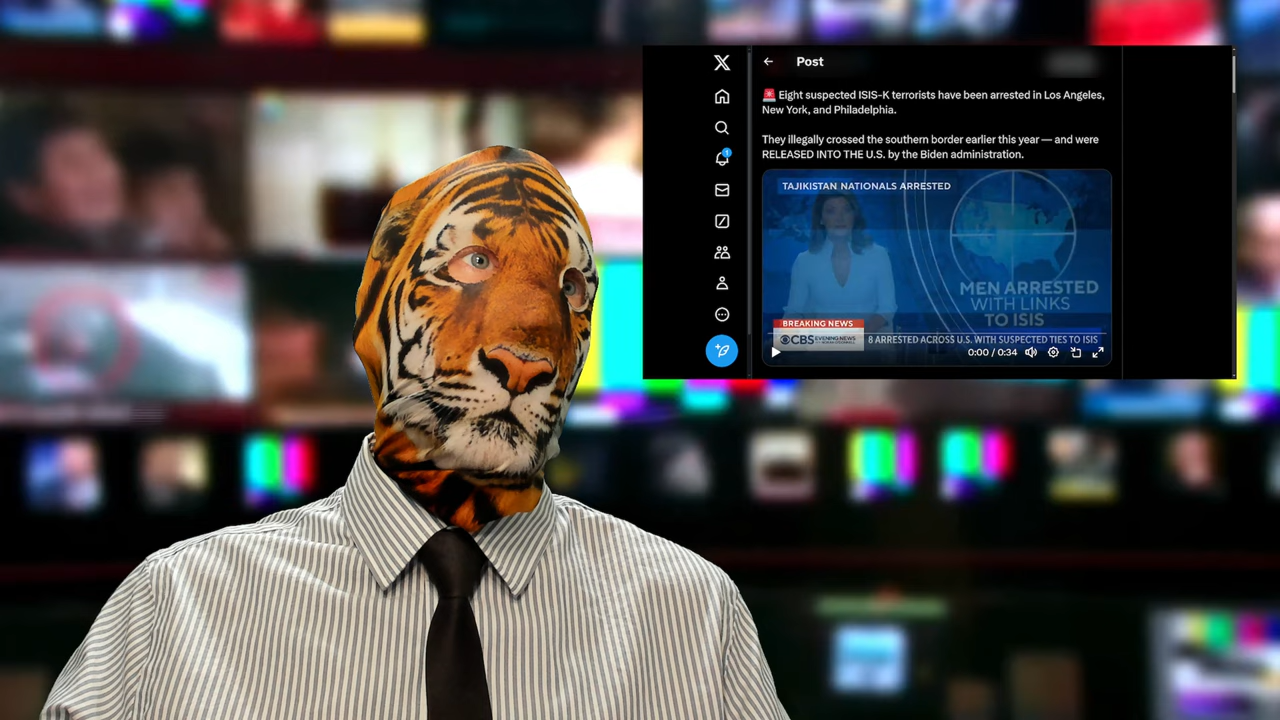 Post
🚨 Eight suspected ISIS-K terrorists have been arrested in Los Angeles,
New York, and Philadelphia.
They illegally crossed the southern border earlier this year — and were
RELEASED INTO THE U.S. by the Biden administration.
TAJIKISTAN NATIONALS ARRESTED
MEN ARRESTED
WITH LINKS
TO ISIS
BREAKING NEWS
CBS EVENING NEWS
8 ARRESTED ACROSS U.S. WITH SUSPECTED TIES TO ISIS
0:00 / 0:34
1